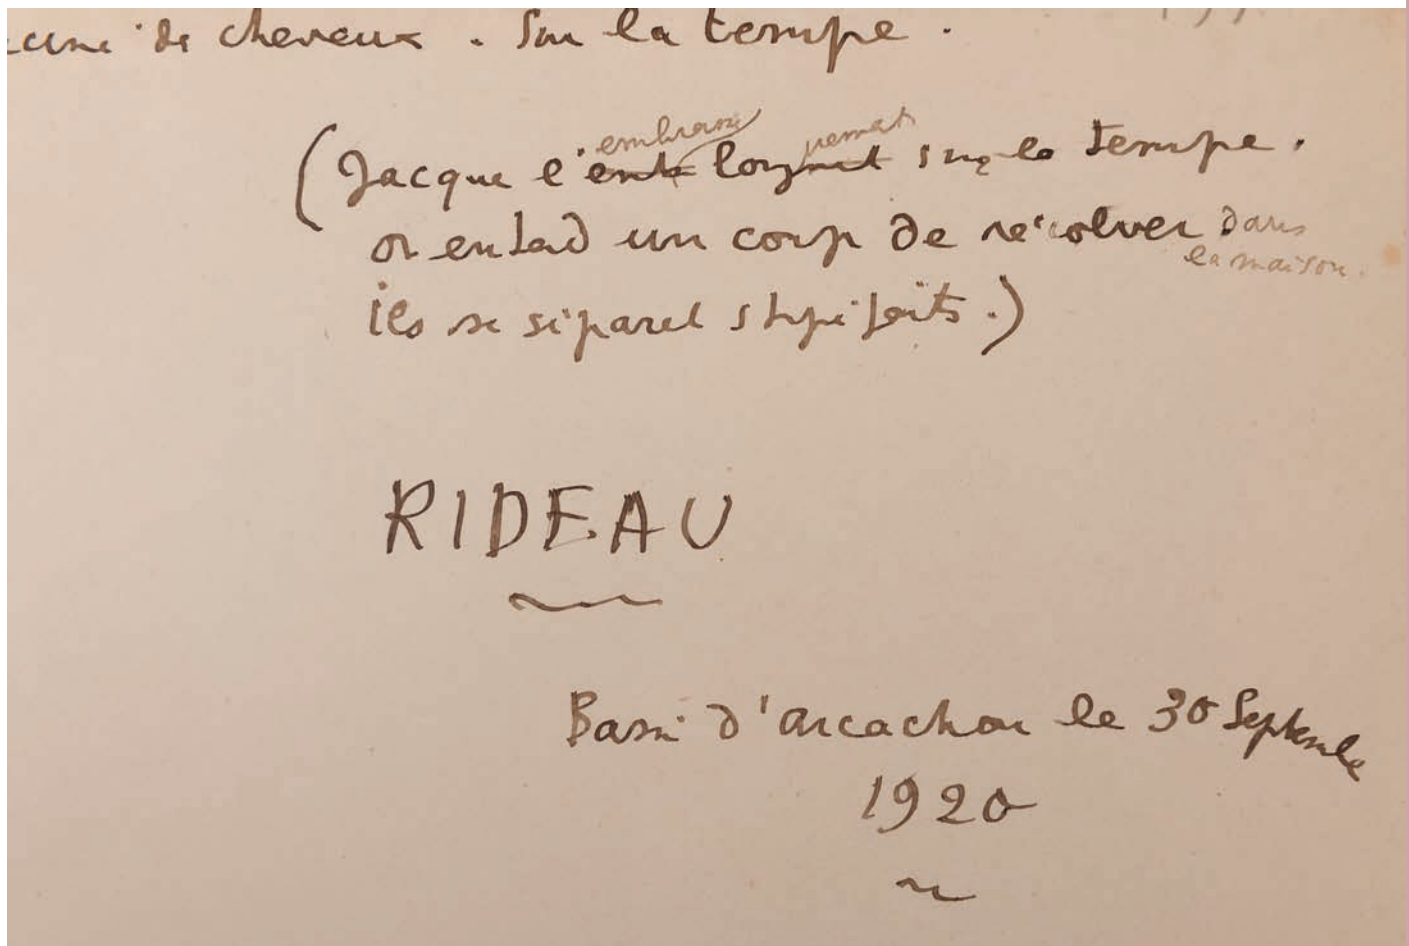 de cheveux. Sur la tempe.
embrasse
(Jacque l' longuement sur la tempe.
on entend un coup de revolver dans
la maison.
ils se séparent stupéfaits.)
RIDEAU
Bassin d'arcachon le 30 Septembre
1920